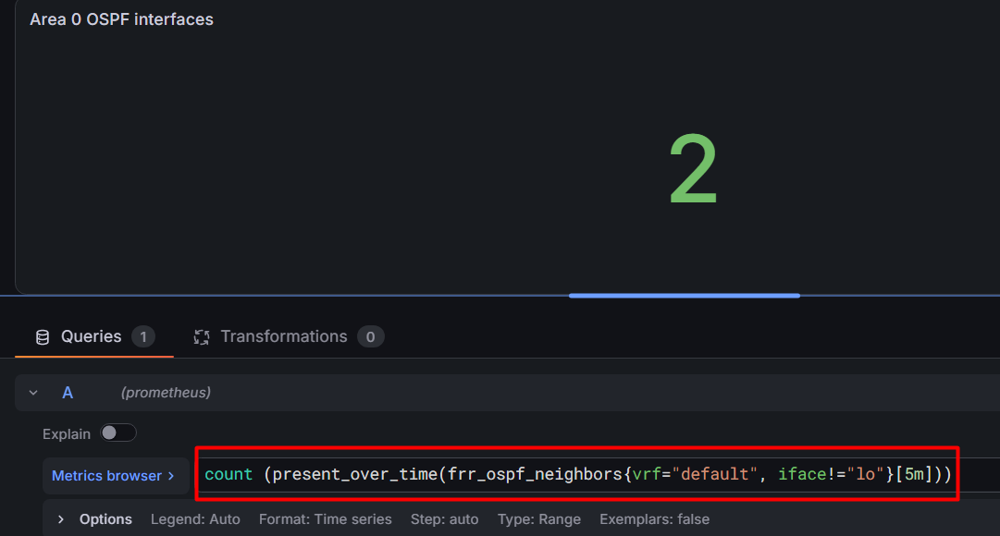 Area 0 OSPF interfaces
2
Queries 1 Transformations 0
A (prometheus)
Explain
Metrics browser > count (present_over_time(frr_ospf_neighbors{vrf="default", iface!="lo"}[5m]))
> Options Legend: Auto Format: Time series Step: auto Type: Range Exemplars: false